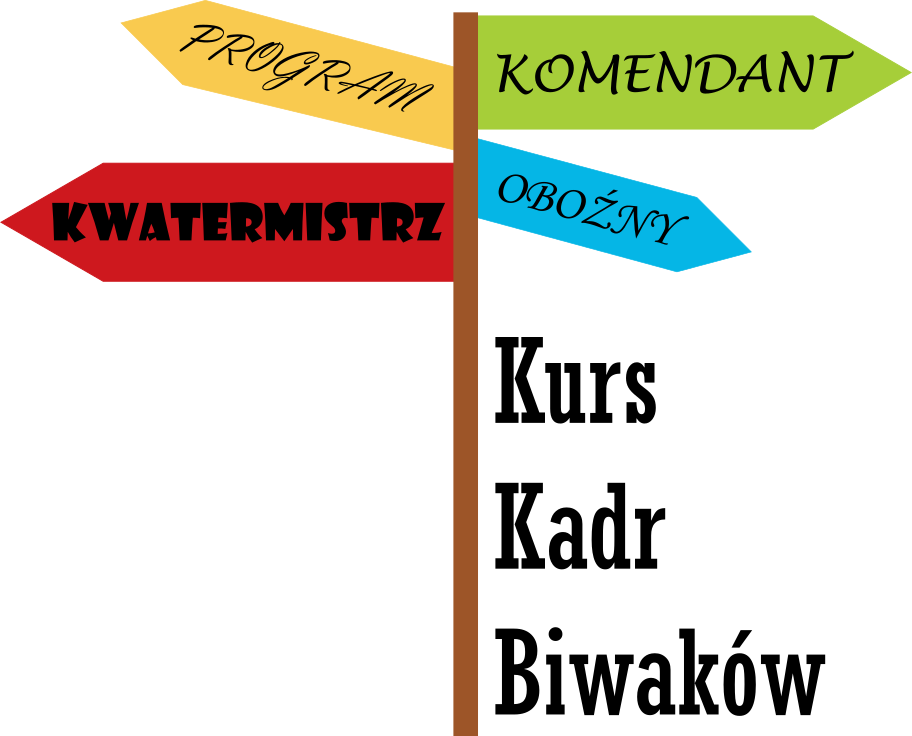 PROGRAM
KOMENDANT
KWATERMISTRZ
OBOŹNY
Kurs
Kadr
Biwaków